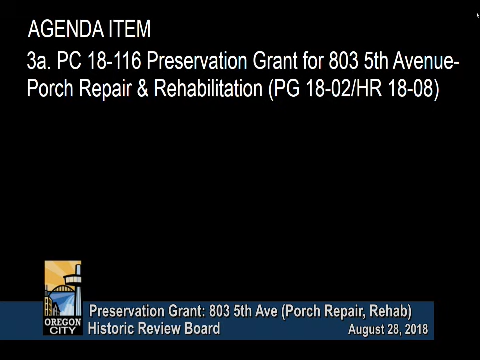 AGENDA ITEM
3a. PC 18-116 Preservation Grant for 803 5th Avenue-
Porch Repair & Rehabilitation (PG 18-02/HR 18-08)
OREGON
CITY
Preservation Grant: 803 5th Ave (Porch Repair, Rehab)
Historic Review Board
August 28, 2018